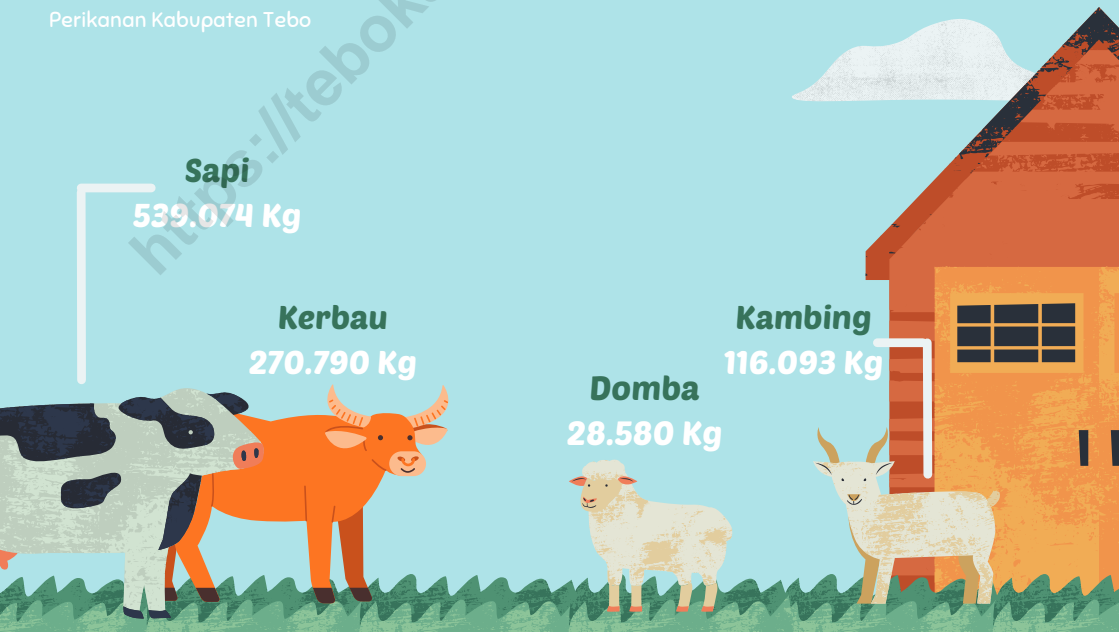 Perikanan Kabupaten Tebo
Sapi
539.074 Kg
Kerbau
270.790 Kg
Kambing
116.093 Kg
Domba
28.580 Kg